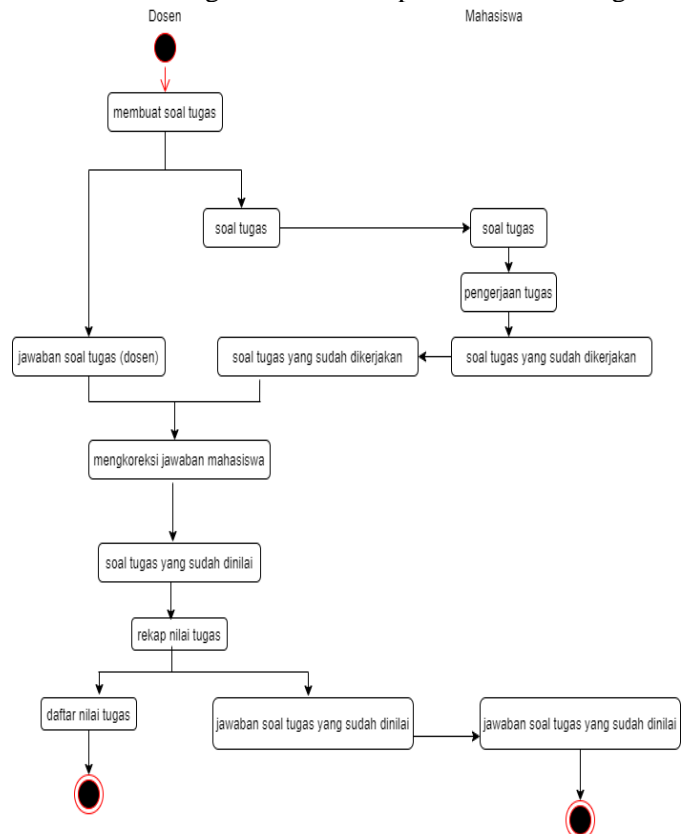 Dosen
Mahasiswa
membuat soal tugas
soal tugas
soal tugas
pengerjaan tugas
jawaban soal tugas (dosen)
soal tugas yang sudah dikerjakan
soal tugas yang sudah dikerjakan
mengkoreksi jawaban mahasiswa
soal tugas yang sudah dinilai
rekap nilai tugas
daftar nilai tugas
jawaban soal tugas yang sudah dinilai
jawaban soal tugas yang sudah dinilai